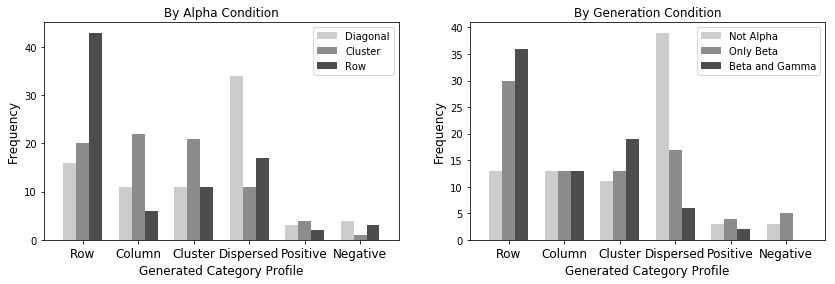 By Alpha Condition
Diagonal
Cluster
Row
Frequency
40
30
20
10
0
Row Column Cluster Dispersed Positive Negative
Generated Category Profile
By Generation Condition
Not Alpha
Only Beta
Beta and Gamma
Frequency
40
35
30
25
20
15
10
5
0
Row Column Cluster Dispersed Positive Negative
Generated Category Profile